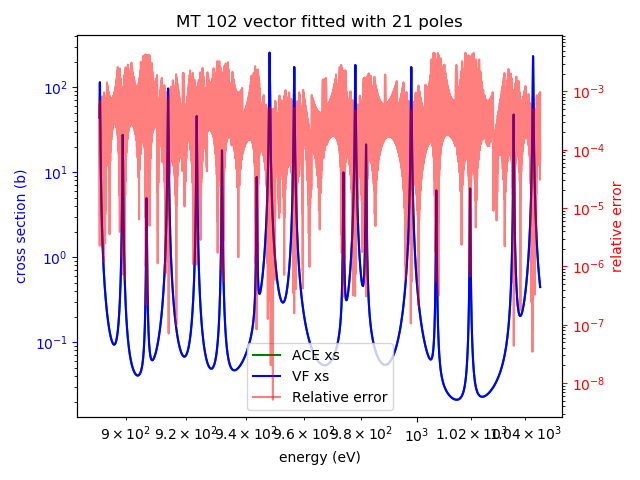 MT 102 vector fitted with 21 poles
10²
10¹
10⁰
10⁻¹
cross section (b)
10⁻³
10⁻⁴
10⁻⁵
10⁻⁶
10⁻⁷
10⁻⁸
relative error
ACE xs
VF xs
Relative error
9 × 10² 9.2 × 10² 9.4 × 10² 9.6 × 10² 9.8 × 10² 10³ 1.02 × 10³ 1.04 × 10³
energy (eV)